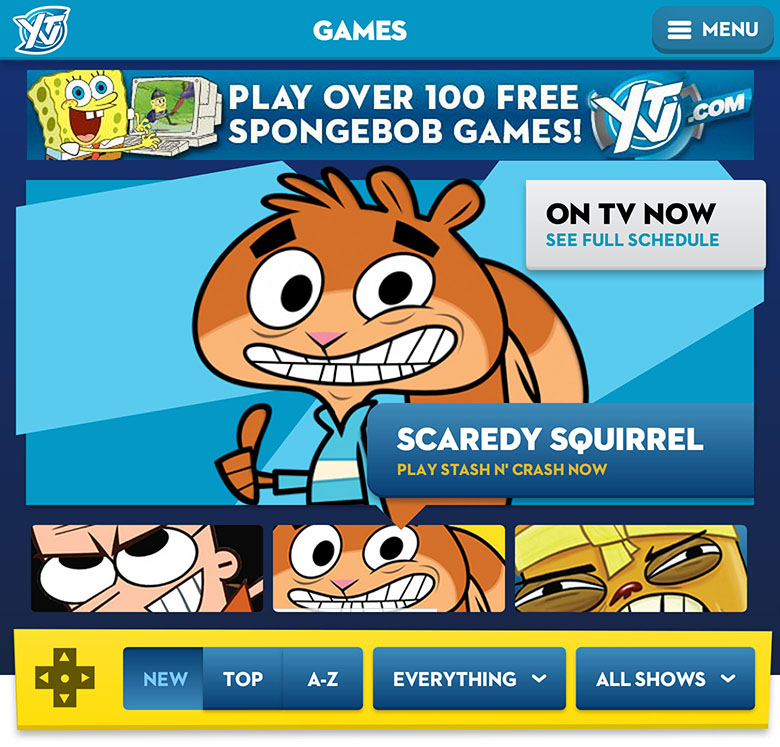 YTV
GAMES
MENU
PLAY OVER 100 FREE
SPONGEBOB GAMES!
YTV.COM
ON TV NOW
SEE FULL SCHEDULE
SCAREDY SQUIRREL
PLAY STASH N' CRASH NOW
NEW
TOP
A-Z
EVERYTHING
ALL SHOWS